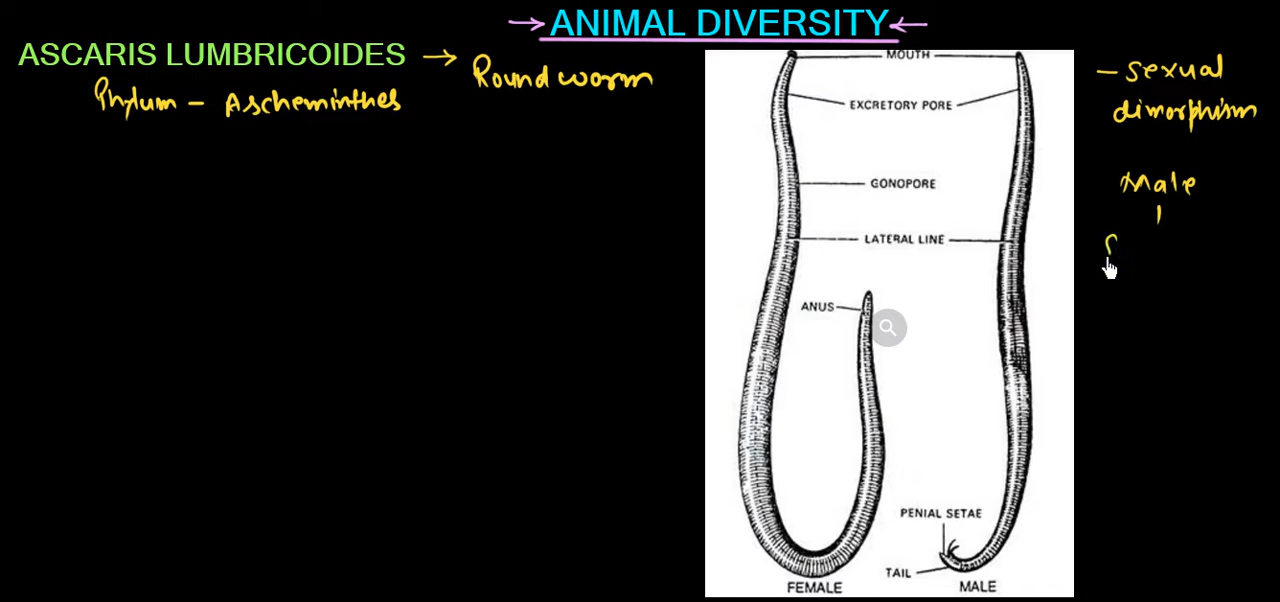 →ANIMAL DIVERSITY←
ASCARIS LUMBRICOIDES → Round worm
Phylum - Ascheminthes
MOUTH
EXCRETORY PORE
GONOPORE
LATERAL LINE
ANUS
PENIAL SETAE
TAIL
FEMALE
MALE
- Sexual
dimorphism
Male